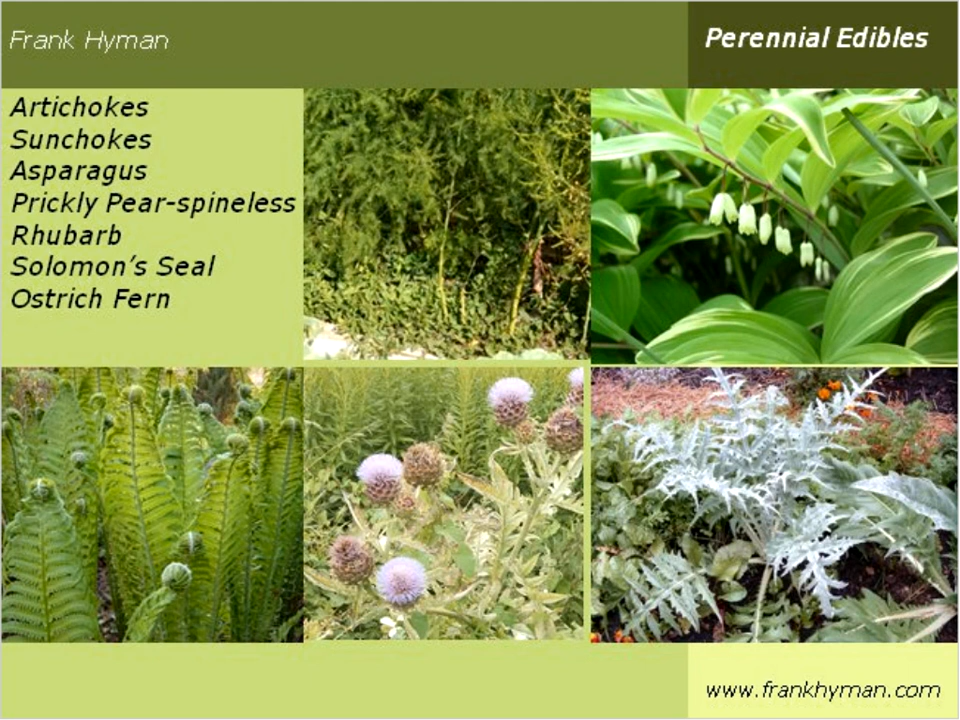 Frank Hyman
Perennial Edibles
Artichokes
Sunchokes
Asparagus
Prickly Pear-spineless
Rhubarb
Solomon's Seal
Ostrich Fern
www.frankhyman.com